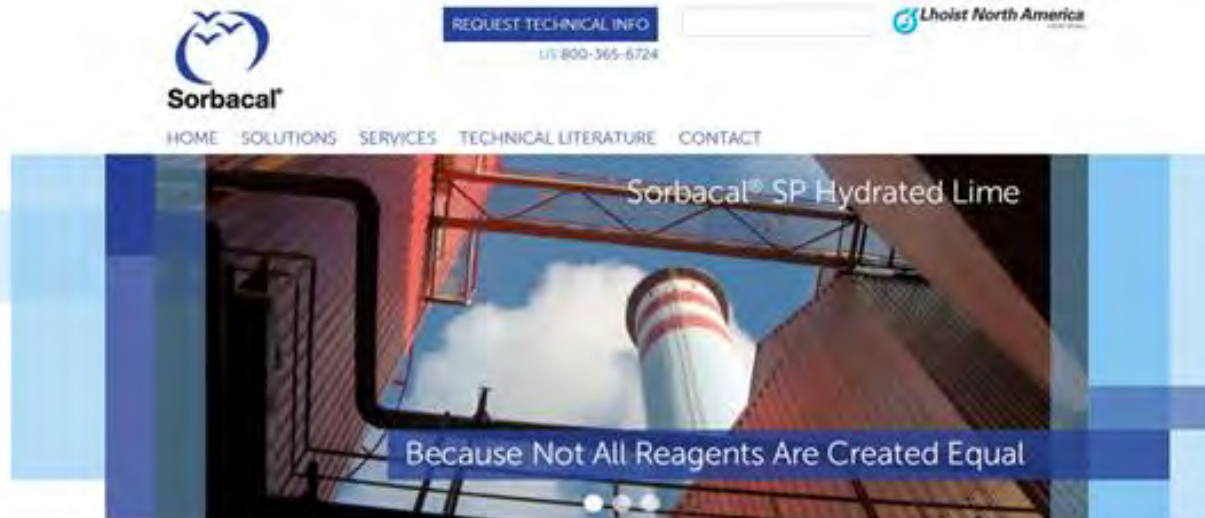 REQUEST TECHNICAL INFO
Lhoist North America
US 800-365-6724
Sorbacal®
HOME SOLUTIONS SERVICES TECHNICAL LITERATURE CONTACT
Sorbacal® SP Hydrated Lime
Because Not All Reagents Are Created Equal